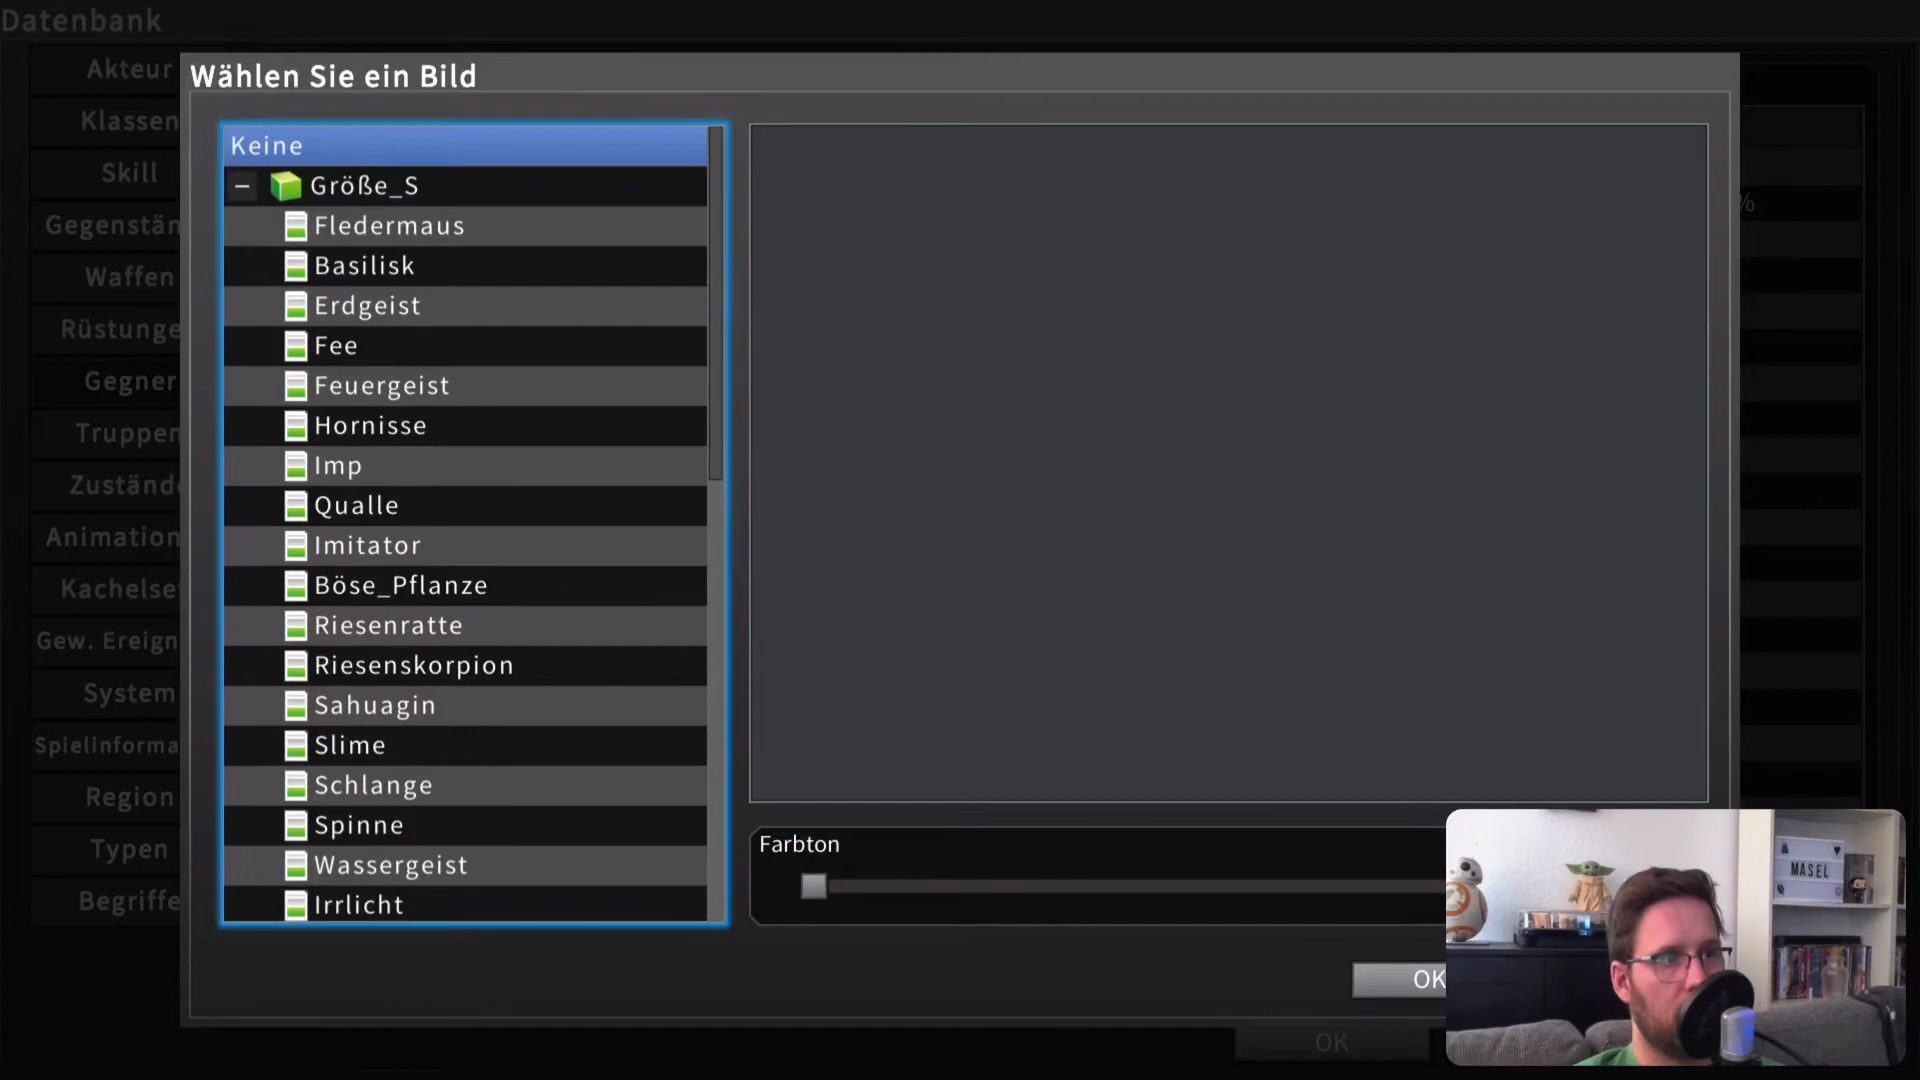 Datenbank
Akteur
Klassen
Skill
Gegenstän
Waffen
Rüstunge
Gegner
Truppen
Zustände
Animation
Kachelse
Gew. Ereign
System
Spielinforma
Region
Typen
Begriffe
Wählen Sie ein Bild
Keine
Größe_S
Fledermaus
Basilisk
Erdgeist
Fee
Feuergeist
Hornisse
Imp
Qualle
Imitator
Böse_Pflanze
Riesenratte
Riesenskorpion
Sahuagin
Slime
Schlange
Spinne
Wassergeist
Irrlicht
%
Farbton
OK
OK
MASEL